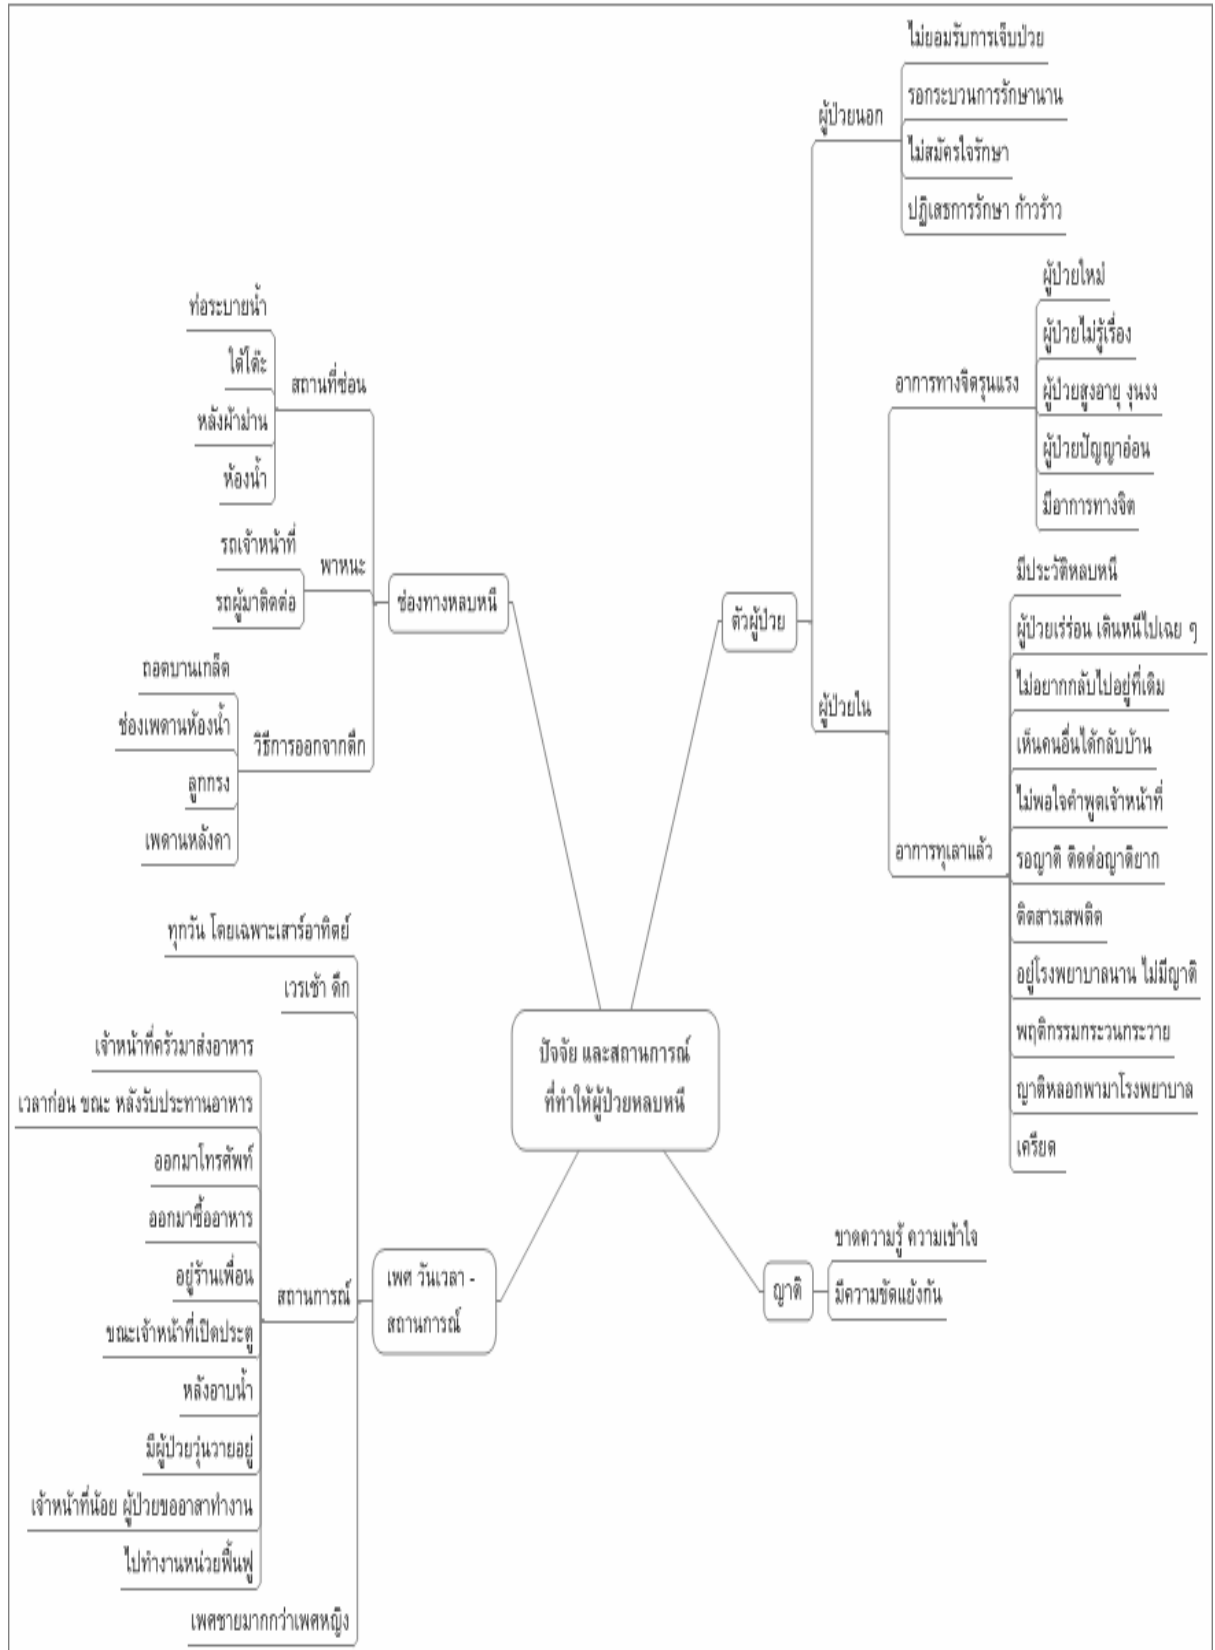 ปัจจัย และสถานการณ์
ที่ทำให้ผู้ป่วยหลบหนี
ตัวผู้ป่วย
ผู้ป่วยนอก
ไม่ยอมรับการเจ็บป่วย
รอกระบวนการรักษานาน
ไม่สมัครใจรักษา
ปฏิเสธการรักษา ก้าวร้าว
ผู้ป่วยใน
อาการทางจิตรุนแรง
ผู้ป่วยใหม่
ผู้ป่วยไม่รู้เรื่อง
ผู้ป่วยสูงอายุ งุนงง
ผู้ป่วยปัญญาอ่อน
มีอาการทางจิต
อาการทุเลาแล้ว
มีประวัติหลบหนี
ผู้ป่วยเร่ร่อน เดินหนีไปเฉย ๆ
ไม่อยากกลับไปอยู่ที่เดิม
เห็นคนอื่นได้กลับบ้าน
ไม่พอใจคำพูดเจ้าหน้าที่
รอญาติ ติดต่อญาติยาก
ติดสารเสพติด
อยู่โรงพยาบาลนาน ไม่มีญาติ
พฤติกรรมกระวนกระวาย
ญาติหลอกพามาโรงพยาบาล
เครียด
ญาติ
ขาดความรู้ ความเข้าใจ
มีความขัดแย้งกัน
ช่องทางหลบหนี
สถานที่ซ่อน
ท่อระบายน้ำ
ใต้โต๊ะ
หลังผ้าม่าน
ห้องน้ำ
พาหนะ
รถเจ้าหน้าที่
รถผู้มาติดต่อ
วิธีการออกจากตึก
ถอดบานเกล็ด
ช่องเพดานห้องน้ำ
ลูกกรง
เพดานหลังคา
เพศ วันเวลา -
สถานการณ์
ทุกวัน โดยเฉพาะเสาร์อาทิตย์
เวรเช้า ดึก
สถานการณ์
เจ้าหน้าที่ครัวมาส่งอาหาร
เวลาก่อน ขณะ หลังรับประทานอาหาร
ออกมาโทรศัพท์
ออกมาซื้ออาหาร
อยู่ร้านเพื่อน
ขณะเจ้าหน้าที่เปิดประตู
หลังอาบน้ำ
มีผู้ป่วยวุ่นวายอยู่
เจ้าหน้าที่น้อย ผู้ป่วยขออาสาทำงาน
ไปทำงานหน่วยฟื้นฟู
เพศชายมากกว่าเพศหญิง